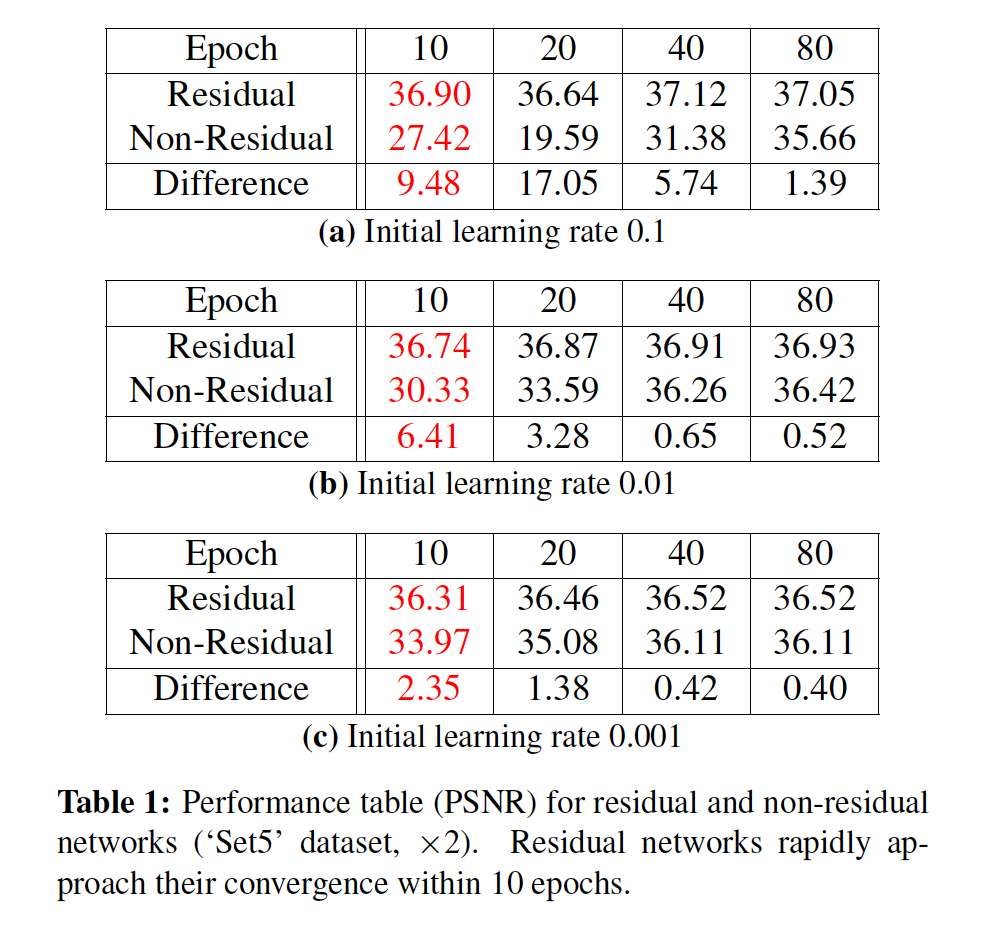 Epoch 10 20 40 80
Residual 36.90 36.64 37.12 37.05
Non-Residual 27.42 19.59 31.38 35.66
Difference 9.48 17.05 5.74 1.39
(a) Initial learning rate 0.1
Epoch 10 20 40 80
Residual 36.74 36.87 36.91 36.93
Non-Residual 30.33 33.59 36.26 36.42
Difference 6.41 3.28 0.65 0.52
(b) Initial learning rate 0.01
Epoch 10 20 40 80
Residual 36.31 36.46 36.52 36.52
Non-Residual 33.97 35.08 36.11 36.11
Difference 2.35 1.38 0.42 0.40
(c) Initial learning rate 0.001
Table 1: Performance table (PSNR) for residual and non-residual
networks (‘Set5’ dataset, ×2). Residual networks rapidly ap-
proach their convergence within 10 epochs.